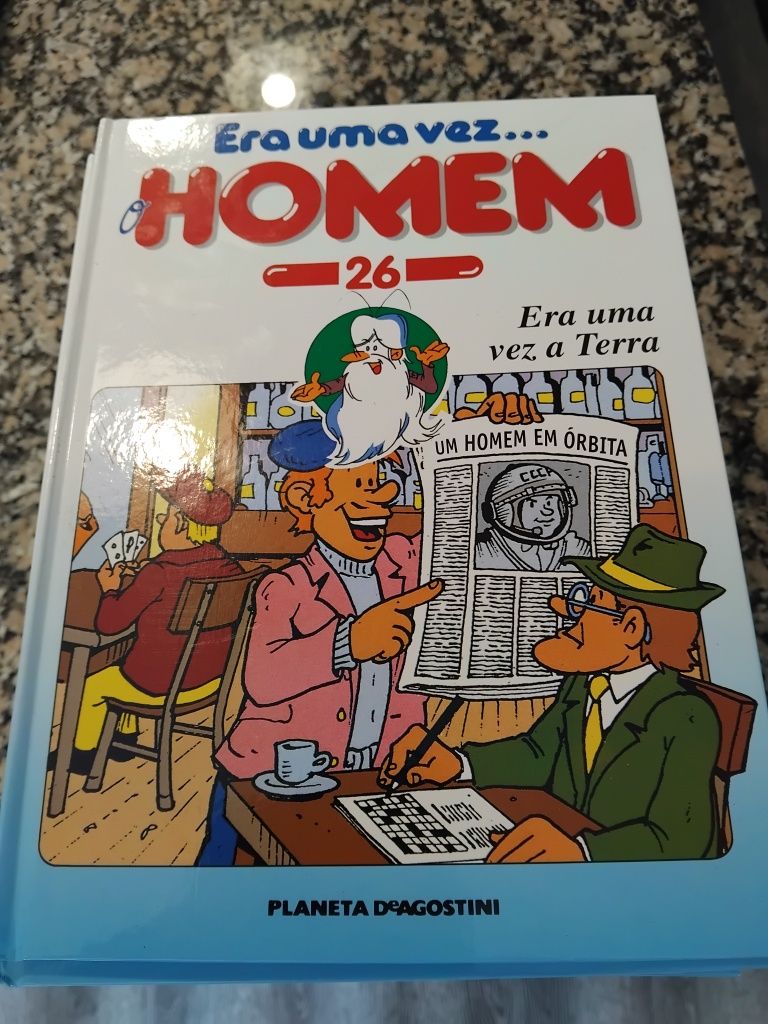 Era uma vez...
o HOMEM
26
Era uma
vez a Terra
UM HOMEM EM ÓRBITA
CCCP
PLANETA DeAGOSTINI